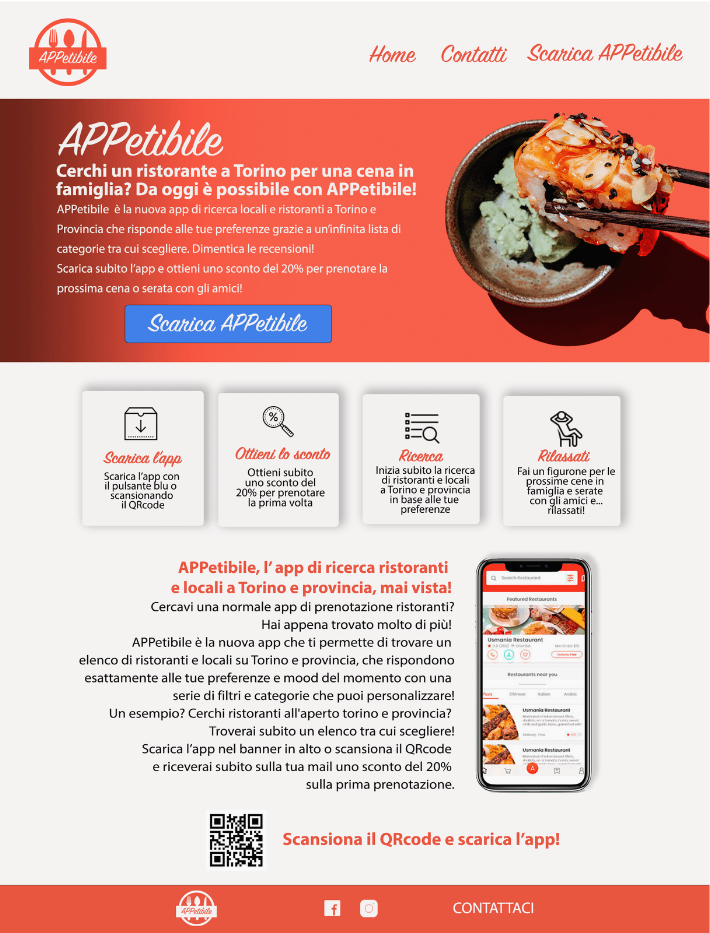 APPetibile
Home Contatti Scarica APPetibile
APPetibile
Cerchi un ristorante a Torino per una cena in
famiglia? Da oggi è possibile con APPetibile!
APPetibile è la nuova app di ricerca locali e ristoranti a Torino e
Provincia che risponde alle tue preferenze grazie a un'infinita lista di
categorie tra cui scegliere. Dimentica le recensioni!
Scarica subito l'app e ottieni uno sconto del 20% per prenotare la
prossima cena o serata con gli amici!
Scarica APPetibile
Scarica l'app
Scarica l'app con
il pulsante blu o
scansionando
il QRcode
%
Ottieni lo sconto
Ottieni subito
uno sconto del
20% per prenotare
la prima volta
Ricerca
Inizia subito la ricerca
di ristoranti e locali
a Torino e provincia
in base alle tue
preferenze
Rilassati
Fai un figurone per le
prossime cene in
famiglia e serate
con gli amici e...
rilassati!
APPetibile, l' app di ricerca ristoranti
e locali a Torino e provincia, mai vista!
Cercavi una normale app di prenotazione ristoranti?
Hai appena trovato molto di più!
APPetibile è la nuova app che ti permette di trovare un
elenco di ristoranti e locali su Torino e provincia, che rispondono
esattamente alle tue preferenze e mood del momento con una
serie di filtri e categorie che puoi personalizzare!
Un esempio? Cerchi ristoranti all'aperto torino e provincia?
Troverai subito un elenco tra cui scegliere!
Scarica l'app nel banner in alto o scansiona il QRcode
e riceverai subito sulla tua mail uno sconto del 20%
sulla prima prenotazione.
Search Restaurant
Featured Restaurants
Usmania Restaurant
Restaurants near you
Chinese Italian Arabic
Usmania Restaurant
Usmania Restaurant
Scansiona il QRcode e scarica l'app!
APPetibile
CONTATTACI